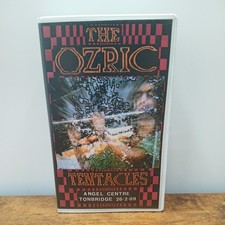 THE
OZRIC
TENTACLES
ANGEL CENTRE
TONBRIDGE 26/2/89